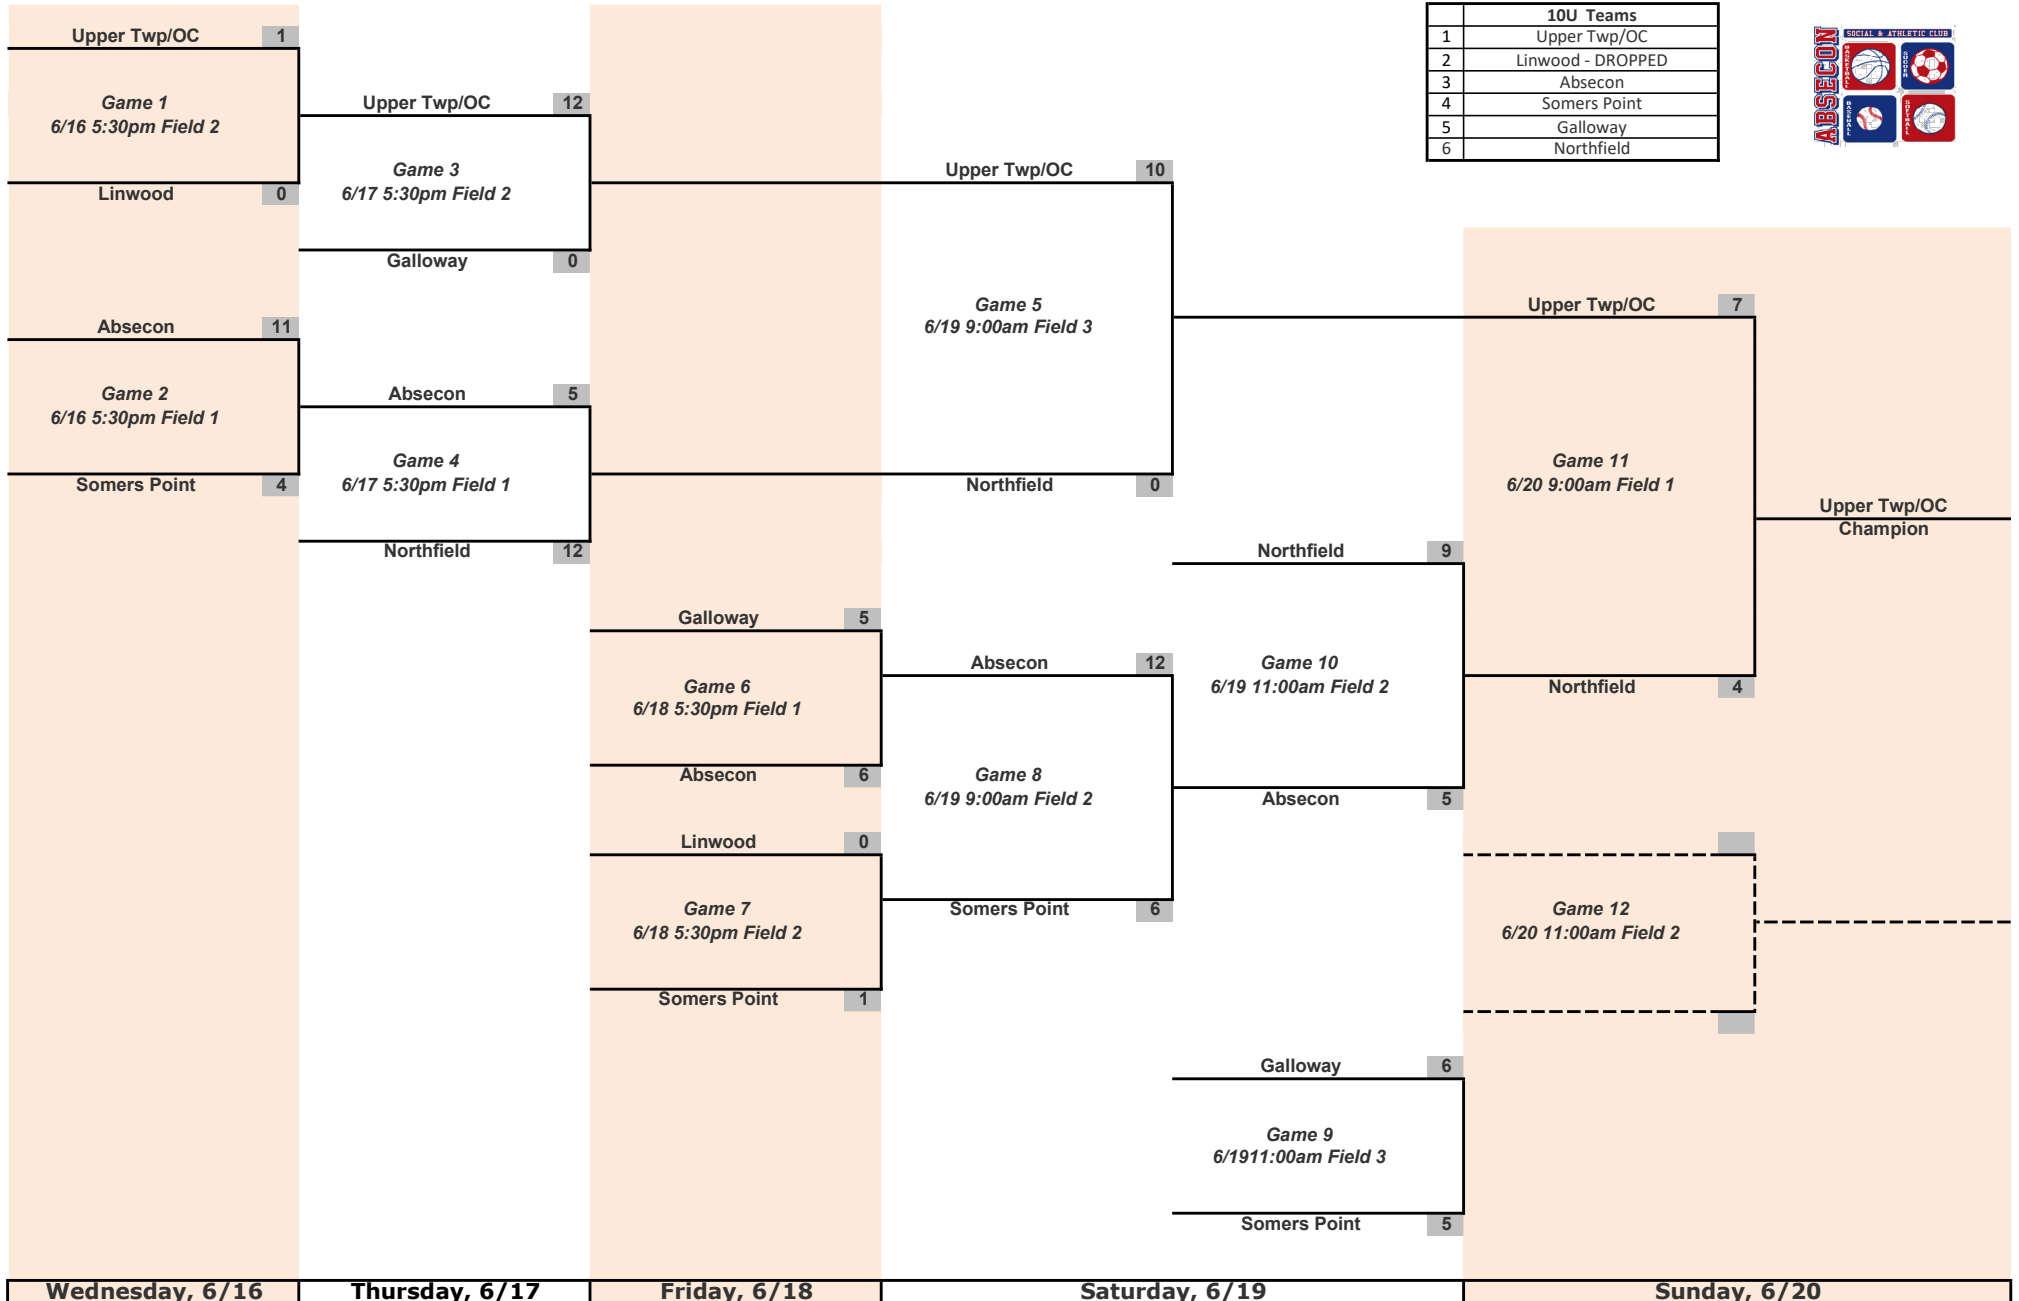 10U Teams
1 Upper Twp/OC
2 Linwood - DROPPED
3 Absecon
4 Somers Point
5 Galloway
6 Northfield
ABSECON
SOCIAL & ATHLETIC CLUB
BASKETBALL
SOCCER
BASEBALL
SOFTBALL
Upper Twp/OC 1
Game 1
6/16 5:30pm Field 2
Linwood 0
Absecon 11
Game 2
6/16 5:30pm Field 1
Somers Point 4
Upper Twp/OC 12
Game 3
6/17 5:30pm Field 2
Galloway 0
Absecon 5
Game 4
6/17 5:30pm Field 1
Northfield 12
Galloway 5
Game 6
6/18 5:30pm Field 1
Absecon 6
Linwood 0
Game 7
6/18 5:30pm Field 2
Somers Point 1
Upper Twp/OC 10
Game 5
6/19 9:00am Field 3
Northfield 0
Absecon 12
Game 8
6/19 9:00am Field 2
Somers Point 6
Northfield 9
Game 10
6/19 11:00am Field 2
Absecon 5
Galloway 6
Game 9
6/1911:00am Field 3
Somers Point 5
Upper Twp/OC 7
Game 11
6/20 9:00am Field 1
Northfield 4
Game 12
6/20 11:00am Field 2
Upper Twp/OC
Champion
Wednesday, 6/16 Thursday, 6/17 Friday, 6/18 Saturday, 6/19 Sunday, 6/20